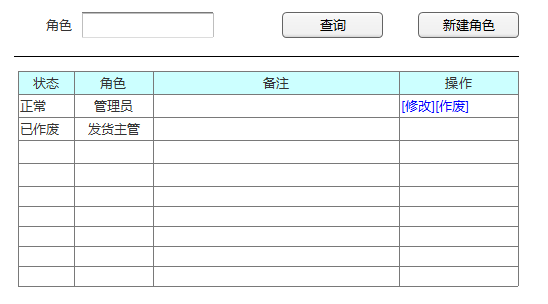 角色 查询 新建角色
状态 角色 备注 操作
正常 管理员 [修改][作废]
已作废 发货主管